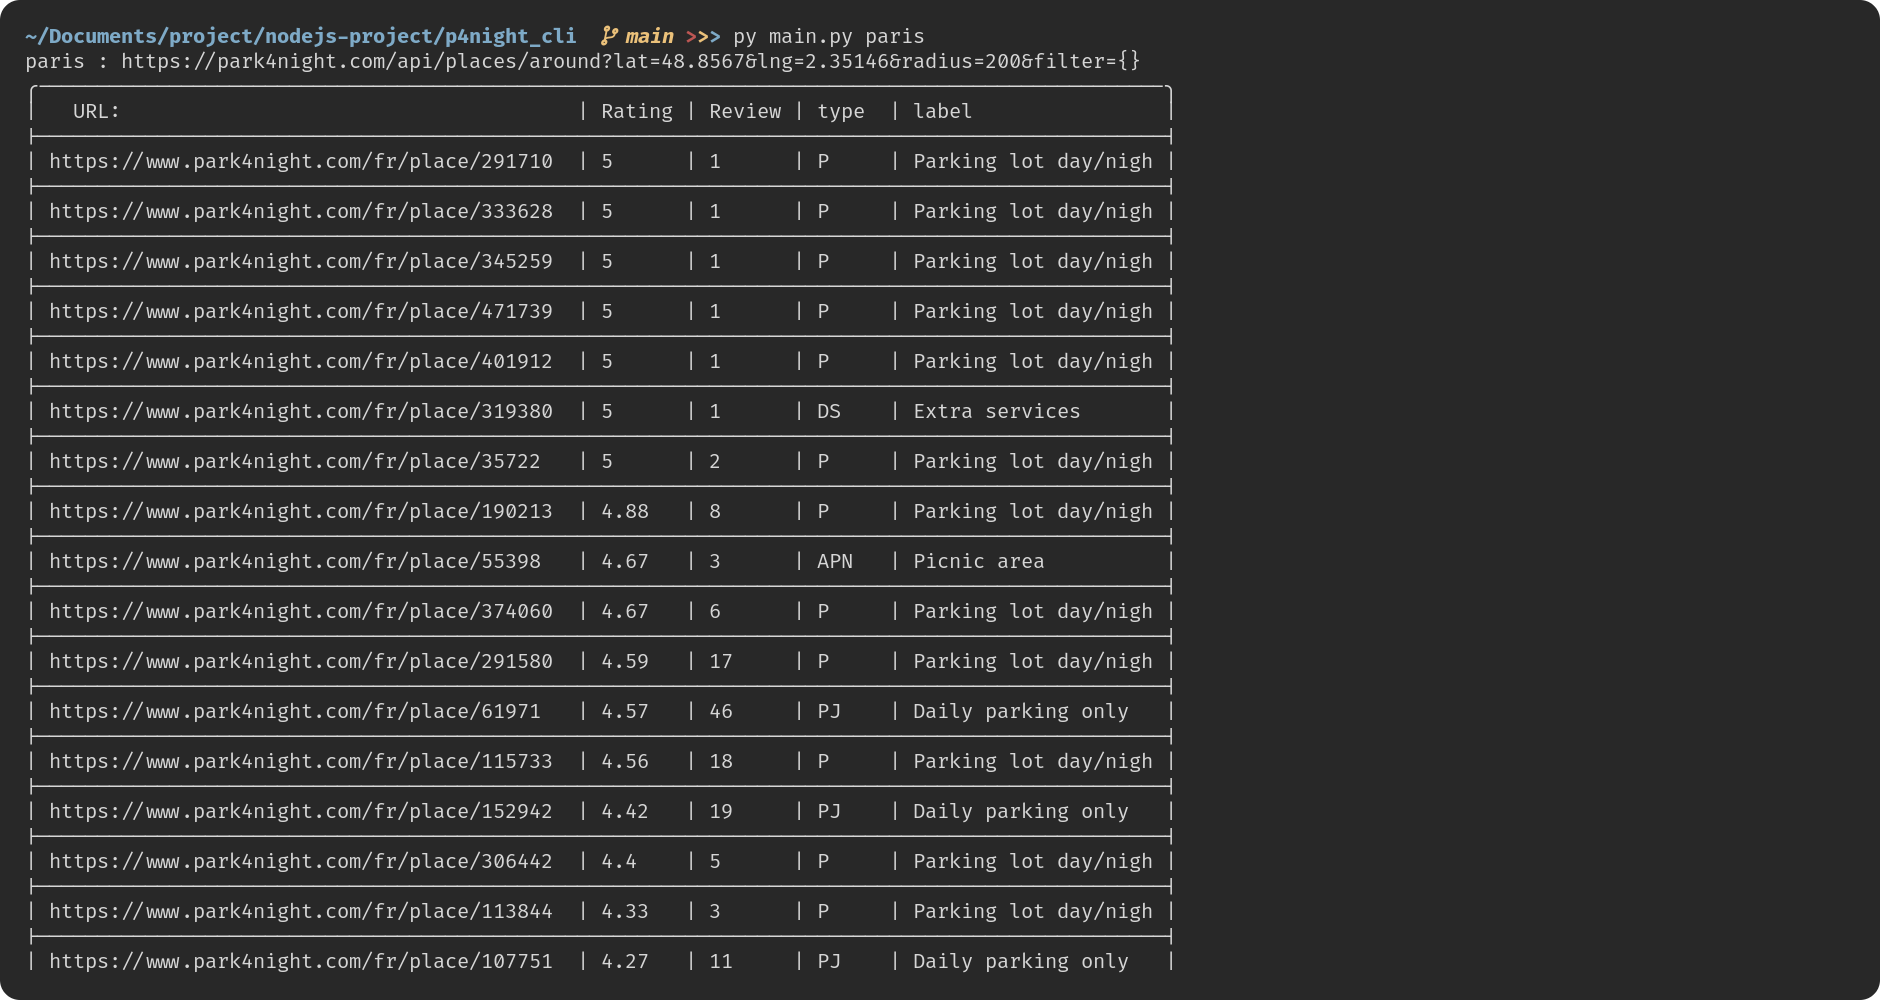 ~/Documents/project/nodejs-project/p4night_cli main >>> py main.py paris
paris : https://park4night.com/api/places/around?lat=48.8567&lng=2.35146&radius=200&filter={}
| URL: | Rating | Review | type | label |
| https://www.park4night.com/fr/place/291710 | 5 | 1 | P | Parking lot day/nigh |
| https://www.park4night.com/fr/place/333628 | 5 | 1 | P | Parking lot day/nigh |
| https://www.park4night.com/fr/place/345259 | 5 | 1 | P | Parking lot day/nigh |
| https://www.park4night.com/fr/place/471739 | 5 | 1 | P | Parking lot day/nigh |
| https://www.park4night.com/fr/place/401912 | 5 | 1 | P | Parking lot day/nigh |
| https://www.park4night.com/fr/place/319380 | 5 | 1 | DS | Extra services |
| https://www.park4night.com/fr/place/35722 | 5 | 2 | P | Parking lot day/nigh |
| https://www.park4night.com/fr/place/190213 | 4.88 | 8 | P | Parking lot day/nigh |
| https://www.park4night.com/fr/place/55398 | 4.67 | 3 | APN | Picnic area |
| https://www.park4night.com/fr/place/374060 | 4.67 | 6 | P | Parking lot day/nigh |
| https://www.park4night.com/fr/place/291580 | 4.59 | 17 | P | Parking lot day/nigh |
| https://www.park4night.com/fr/place/61971 | 4.57 | 46 | PJ | Daily parking only |
| https://www.park4night.com/fr/place/115733 | 4.56 | 18 | P | Parking lot day/nigh |
| https://www.park4night.com/fr/place/152942 | 4.42 | 19 | PJ | Daily parking only |
| https://www.park4night.com/fr/place/306442 | 4.4 | 5 | P | Parking lot day/nigh |
| https://www.park4night.com/fr/place/113844 | 4.33 | 3 | P | Parking lot day/nigh |
| https://www.park4night.com/fr/place/107751 | 4.27 | 11 | PJ | Daily parking only |